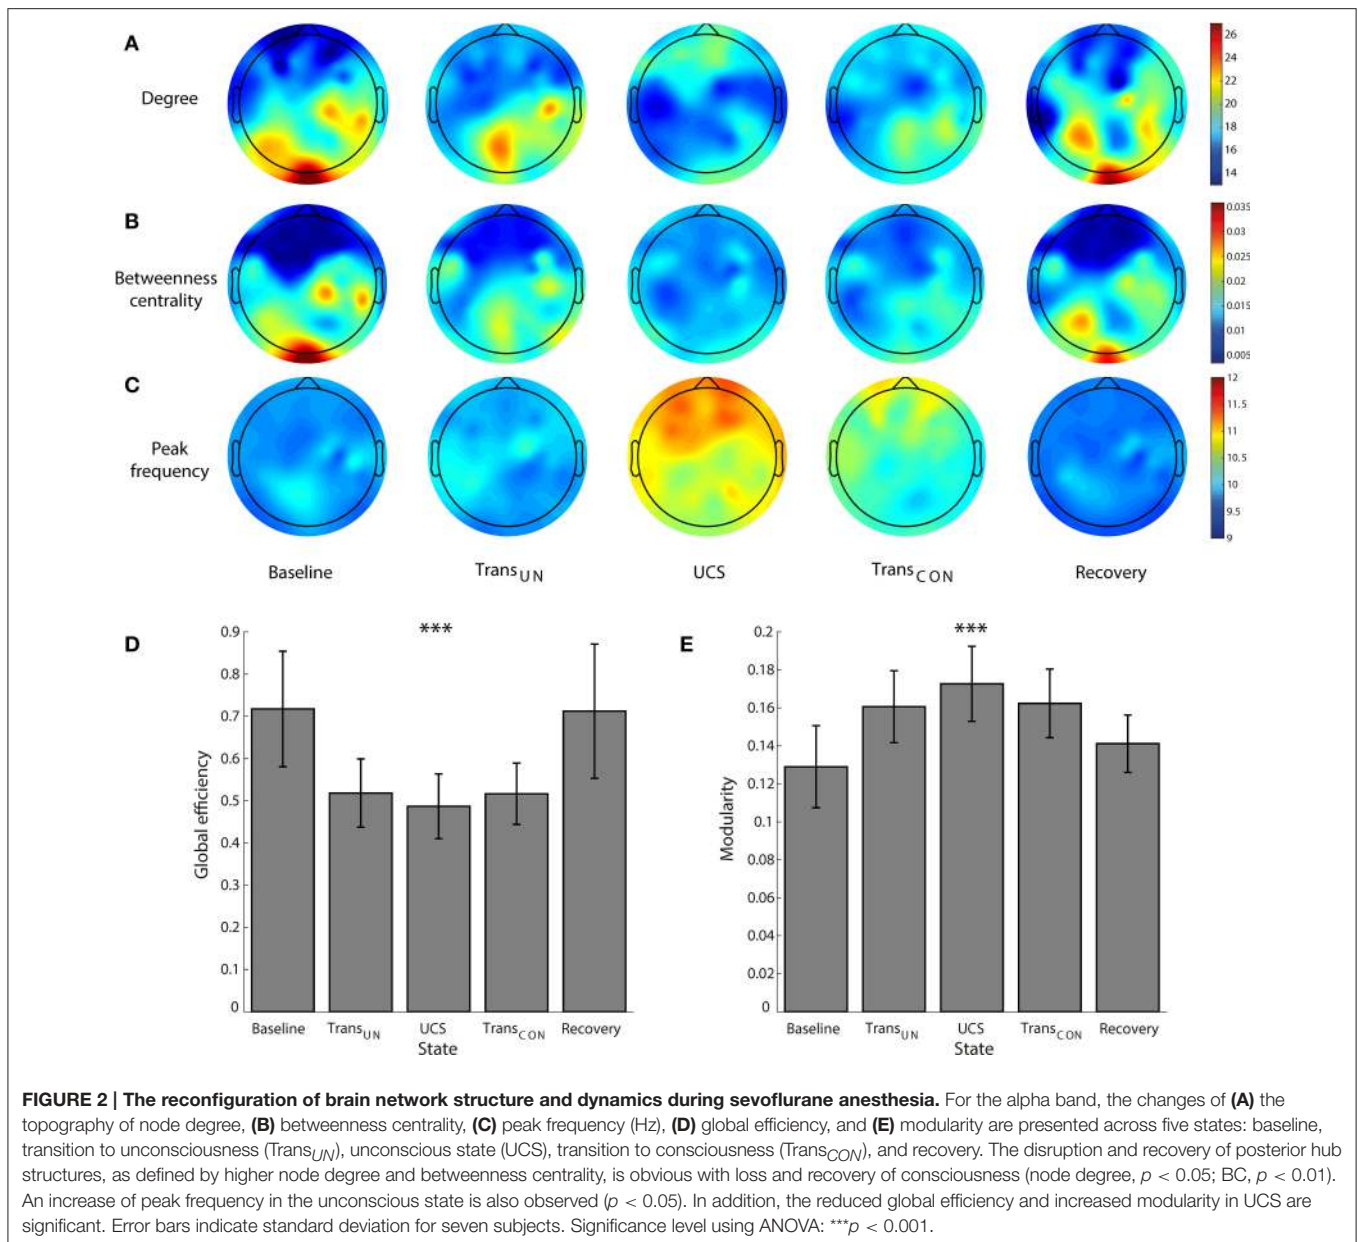 A
Degree
26
24
22
20
18
16
14
B
Betweenness
centrality
0.035
0.03
0.025
0.02
0.015
0.01
0.005
C
Peak
frequency
12
11.5
11
10.5
10
9.5
9
Baseline
TransUN
UCS
TransCON
Recovery
D
***
0.9
0.8
0.7
0.6
0.5
0.4
0.3
0.2
0.1
0
Global efficiency
Baseline
TransUN
UCS
TransCON
Recovery
State
E
***
0.2
0.18
0.16
0.14
0.12
0.1
0.08
0.06
0.04
0.02
0
Modularity
Baseline
TransUN
UCS
TransCON
Recovery
State
FIGURE 2 | The reconfiguration of brain network structure and dynamics during sevoflurane anesthesia. For the alpha band, the changes of (A) the
topography of node degree, (B) betweenness centrality, (C) peak frequency (Hz), (D) global efficiency, and (E) modularity are presented across five states: baseline,
transition to unconsciousness (TransUN), unconscious state (UCS), transition to consciousness (TransCON), and recovery. The disruption and recovery of posterior hub
structures, as defined by higher node degree and betweenness centrality, is obvious with loss and recovery of consciousness (node degree, p < 0.05; BC, p < 0.01).
An increase of peak frequency in the unconscious state is also observed (p < 0.05). In addition, the reduced global efficiency and increased modularity in UCS are
significant. Error bars indicate standard deviation for seven subjects. Significance level using ANOVA: ***p < 0.001.